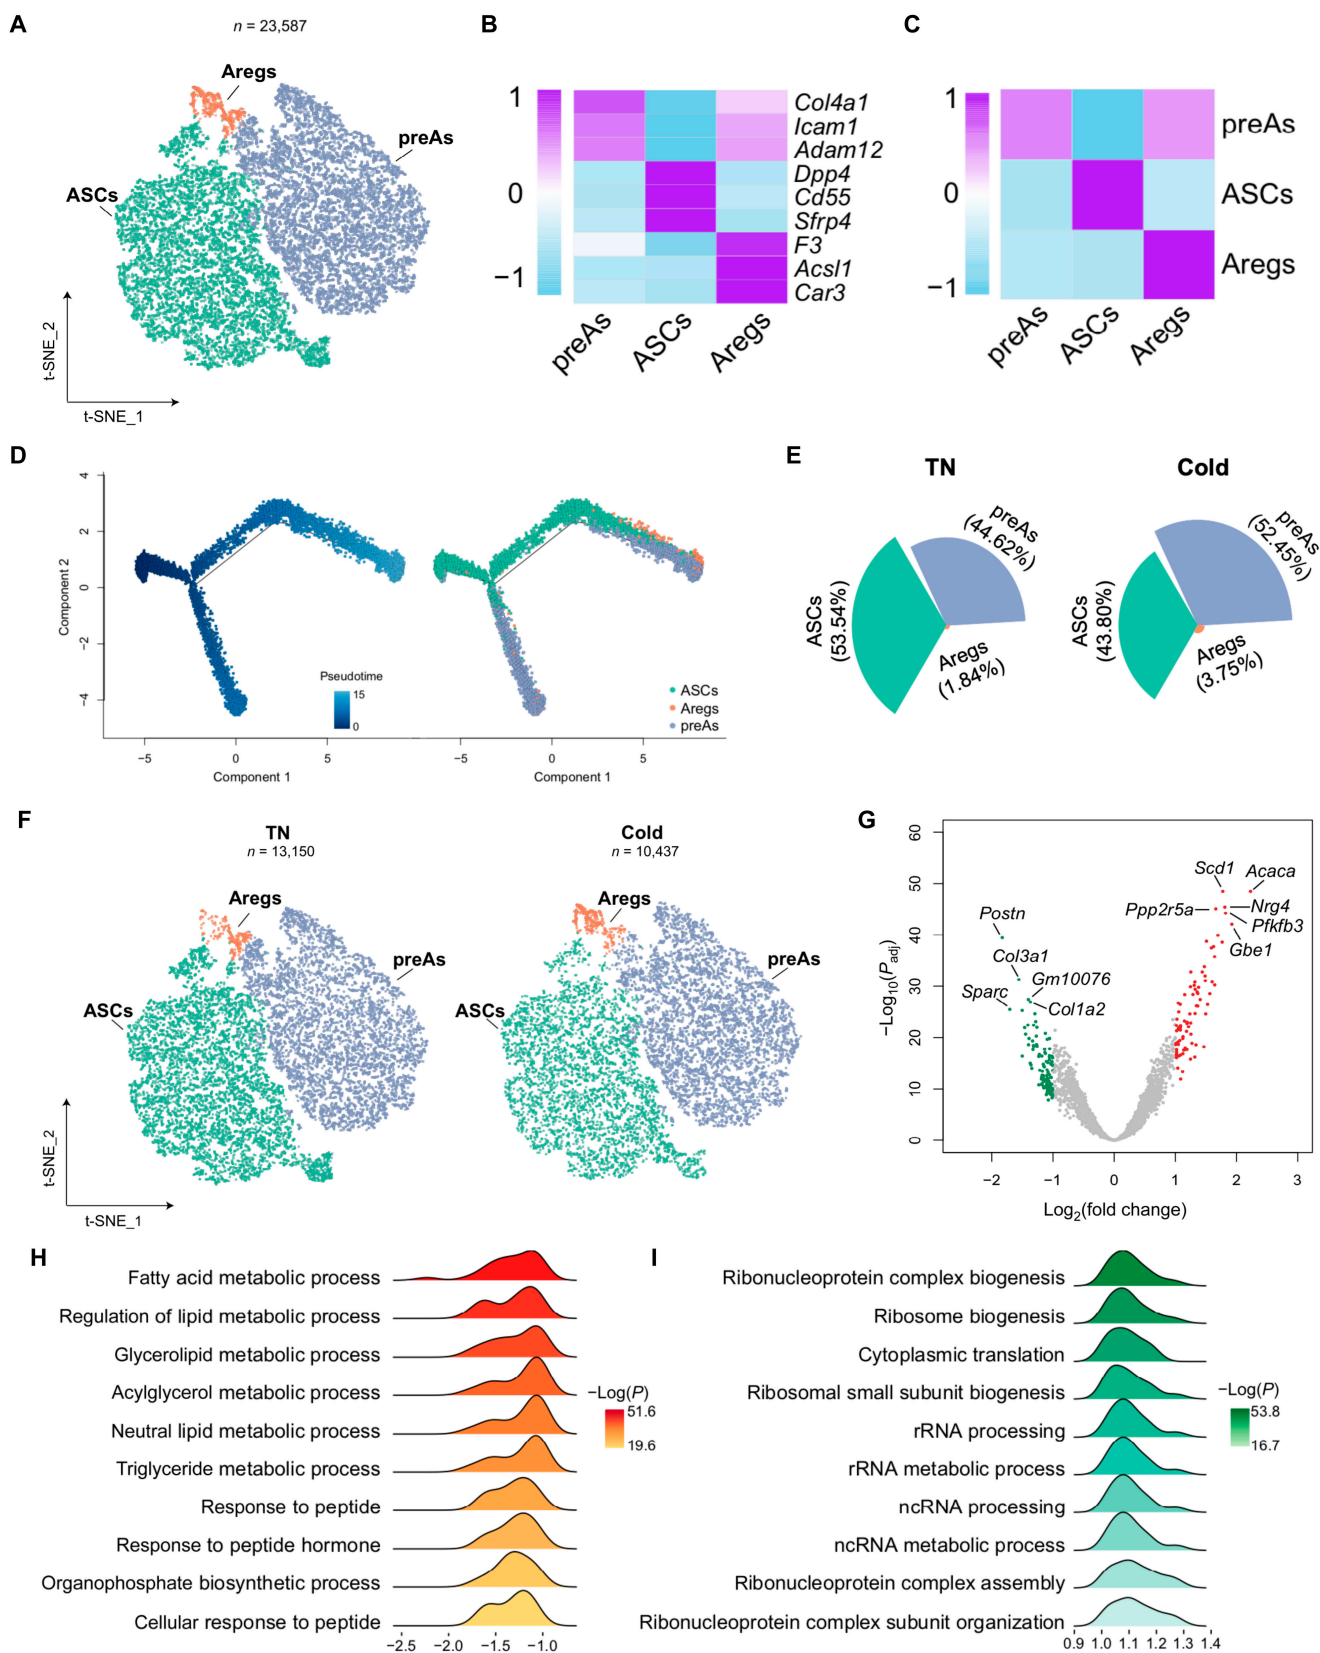 A
n = 23,587
Aregs
preAs
ASCs
t-SNE_2
t-SNE_1
B
1
0
−1
Col4a1
Icam1
Adam12
Dpp4
Cd55
Sfrp4
F3
Acsl1
Car3
preAs
ASCs
Aregs
C
1
0
−1
preAs
ASCs
Aregs
preAs
ASCs
Aregs
D
Component 2
4
2
0
−2
−4
Pseudotime
15
0
−5
0
5
Component 1
ASCs
Aregs
preAs
−5
0
5
Component 1
E
TN
preAs
(44.62%)
ASCs
(53.54%)
Aregs
(1.84%)
Cold
preAs
(52.45%)
ASCs
(43.80%)
Aregs
(3.75%)
F
TN
n = 13,150
Aregs
preAs
ASCs
t-SNE_2
t-SNE_1
Cold
n = 10,437
Aregs
preAs
ASCs
G
−Log10(Padj)
60
50
40
30
20
10
0
Scd1
Acaca
Ppp2r5a
Nrg4
Pfkfb3
Gbe1
Postn
Col3a1
Gm10076
Sparc
Col1a2
−2
−1
0
1
2
3
Log2(fold change)
H
Fatty acid metabolic process
Regulation of lipid metabolic process
Glycerolipid metabolic process
Acylglycerol metabolic process
Neutral lipid metabolic process
Triglyceride metabolic process
Response to peptide
Response to peptide hormone
Organophosphate biosynthetic process
Cellular response to peptide
−2.5
−2.0
−1.5
−1.0
−Log(P)
51.6
19.6
I
Ribonucleoprotein complex biogenesis
Ribosome biogenesis
Cytoplasmic translation
Ribosomal small subunit biogenesis
rRNA processing
rRNA metabolic process
ncRNA processing
ncRNA metabolic process
Ribonucleoprotein complex assembly
Ribonucleoprotein complex subunit organization
0.9
1.0
1.1
1.2
1.3
1.4
−Log(P)
53.8
16.7